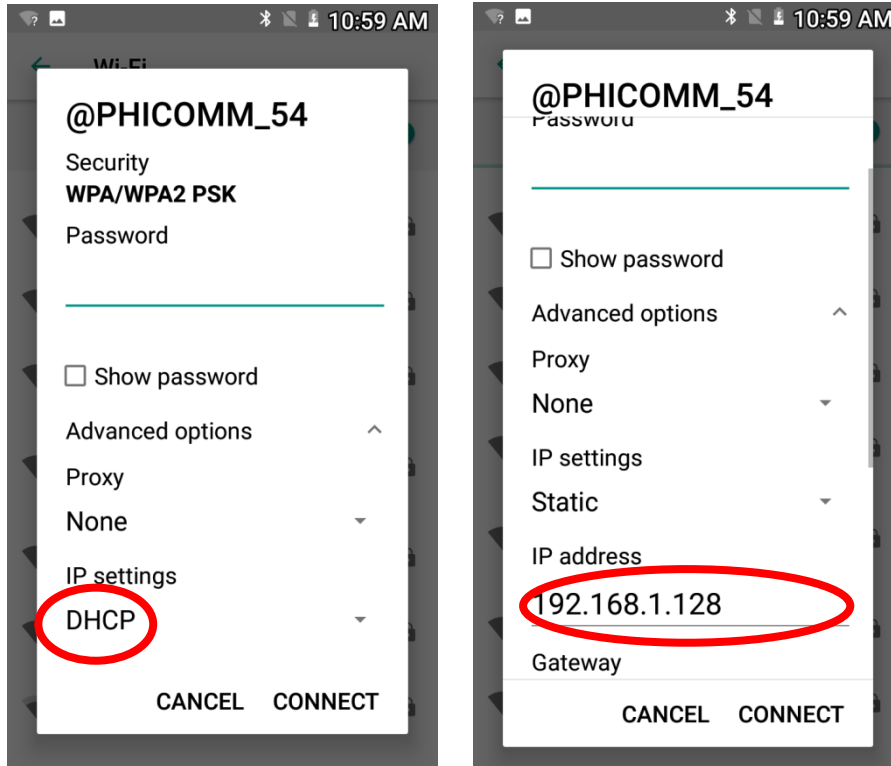 10:59 AM
Wi-Fi
@PHICOMM_54
Security
WPA/WPA2 PSK
Password
Show password
Advanced options
Proxy
None
IP settings
DHCP
CANCEL CONNECT
10:59 AM
@PHICOMM_54
Password
Show password
Advanced options
Proxy
None
IP settings
Static
IP address
192.168.1.128
Gateway
CANCEL CONNECT